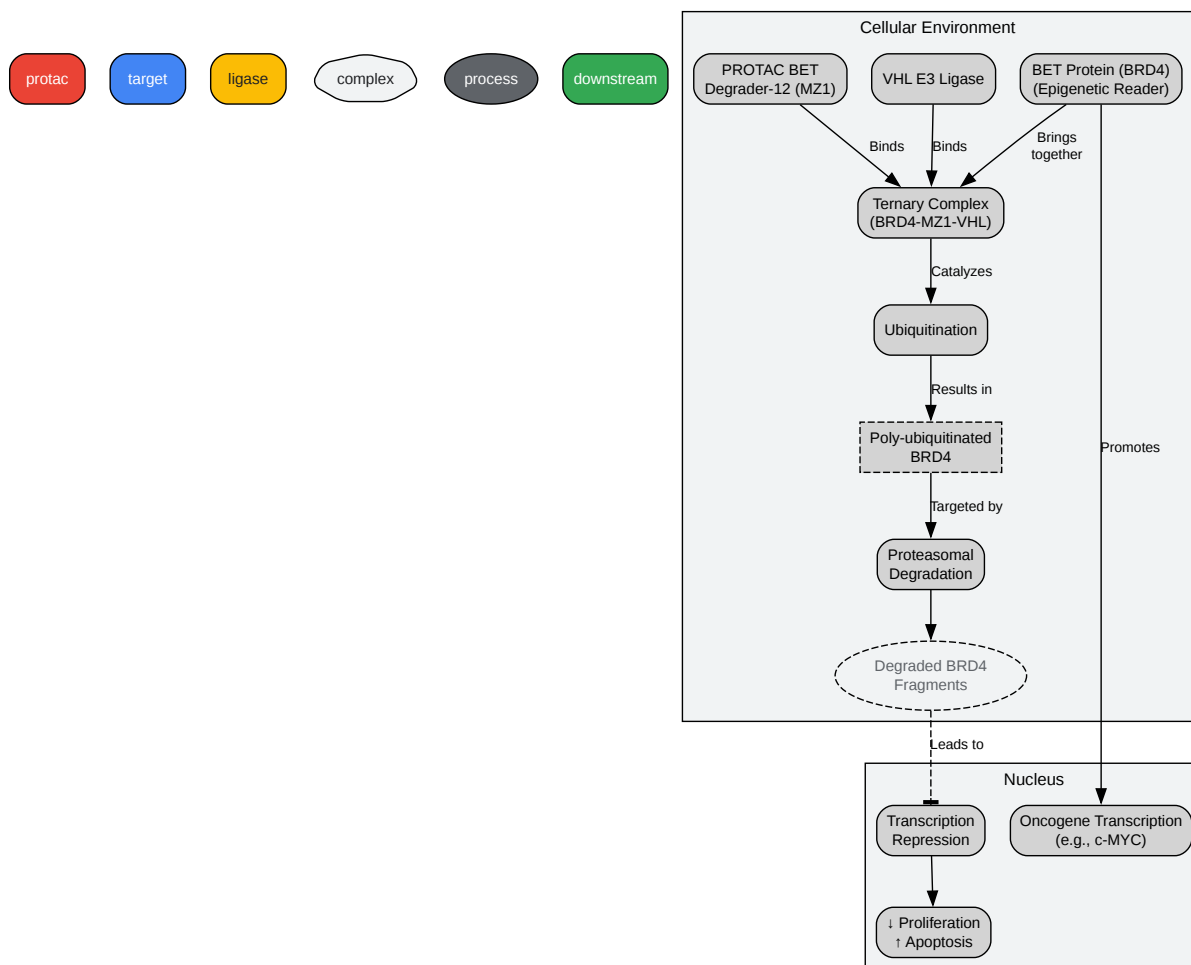 Cellular Environment
protac
target
ligase
complex
process
downstream
PROTAC BET
Degrader-12 (MZ1)
VHL E3 Ligase
BET Protein (BRD4)
(Epigenetic Reader)
Binds
Binds
Brings
together
Ternary Complex
(BRD4-MZ1-VHL)
Catalyzes
Ubiquitination
Results in
Poly-ubiquitinated
BRD4
Promotes
Targeted by
Proteasomal
Degradation
Degraded BRD4
Fragments
Leads to
Nucleus
Transcription
Repression
Oncogene Transcription
(e.g., c-MYC)
↓ Proliferation
↑ Apoptosis